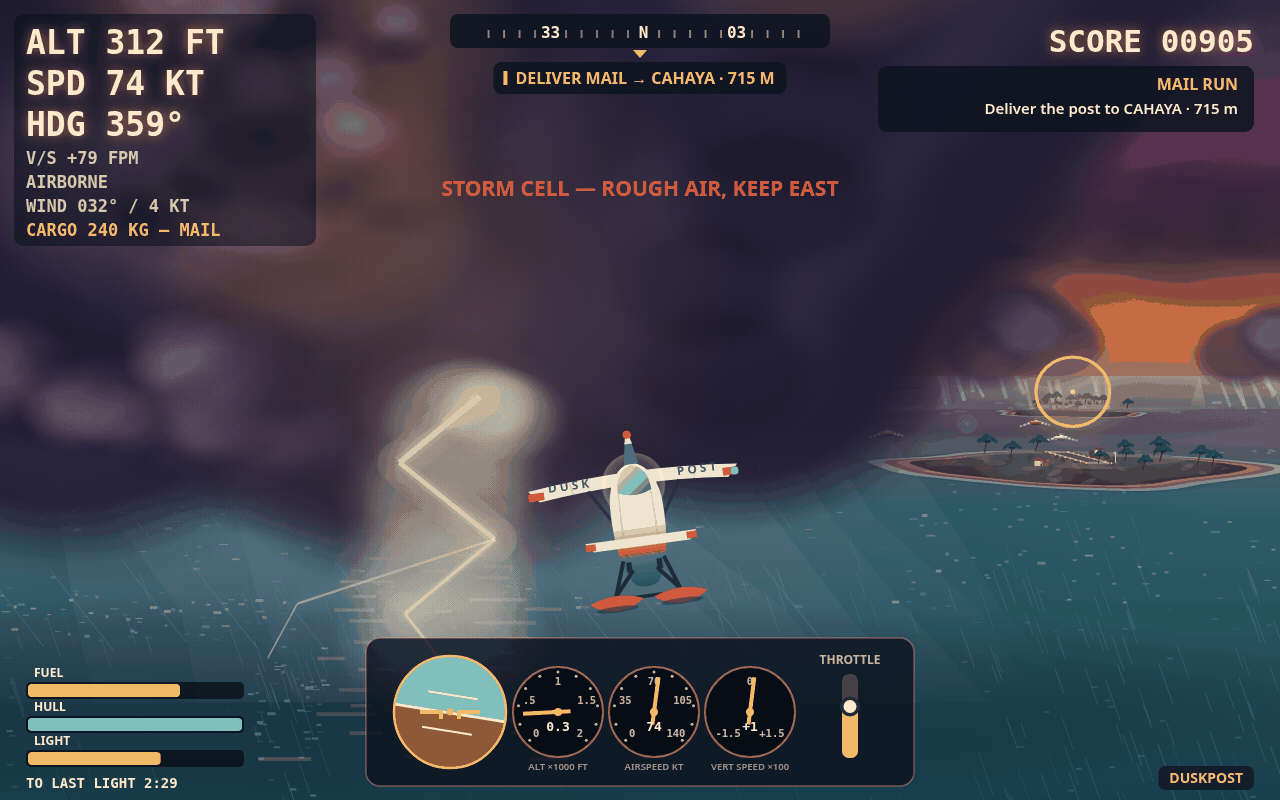 ALT 312 FT
SPD 74 KT
HDG 359°
V/S +79 FPM
AIRBORNE
WIND 032° / 4 KT
CARGO 240 KG — MAIL
33 N 03
DELIVER MAIL → CAHAYA · 715 M
SCORE 00905
MAIL RUN
Deliver the post to CAHAYA · 715 m
STORM CELL — ROUGH AIR, KEEP EAST
DUSK POST
FUEL
HULL
LIGHT
TO LAST LIGHT 2:29
0 .5 1 1.5 2
0.3
ALT ×1000 FT
0 35 70 105 140
74
AIRSPEED KT
-1.5 0 +1.5
+1
VERT SPEED ×100
THROTTLE
DUSKPOST